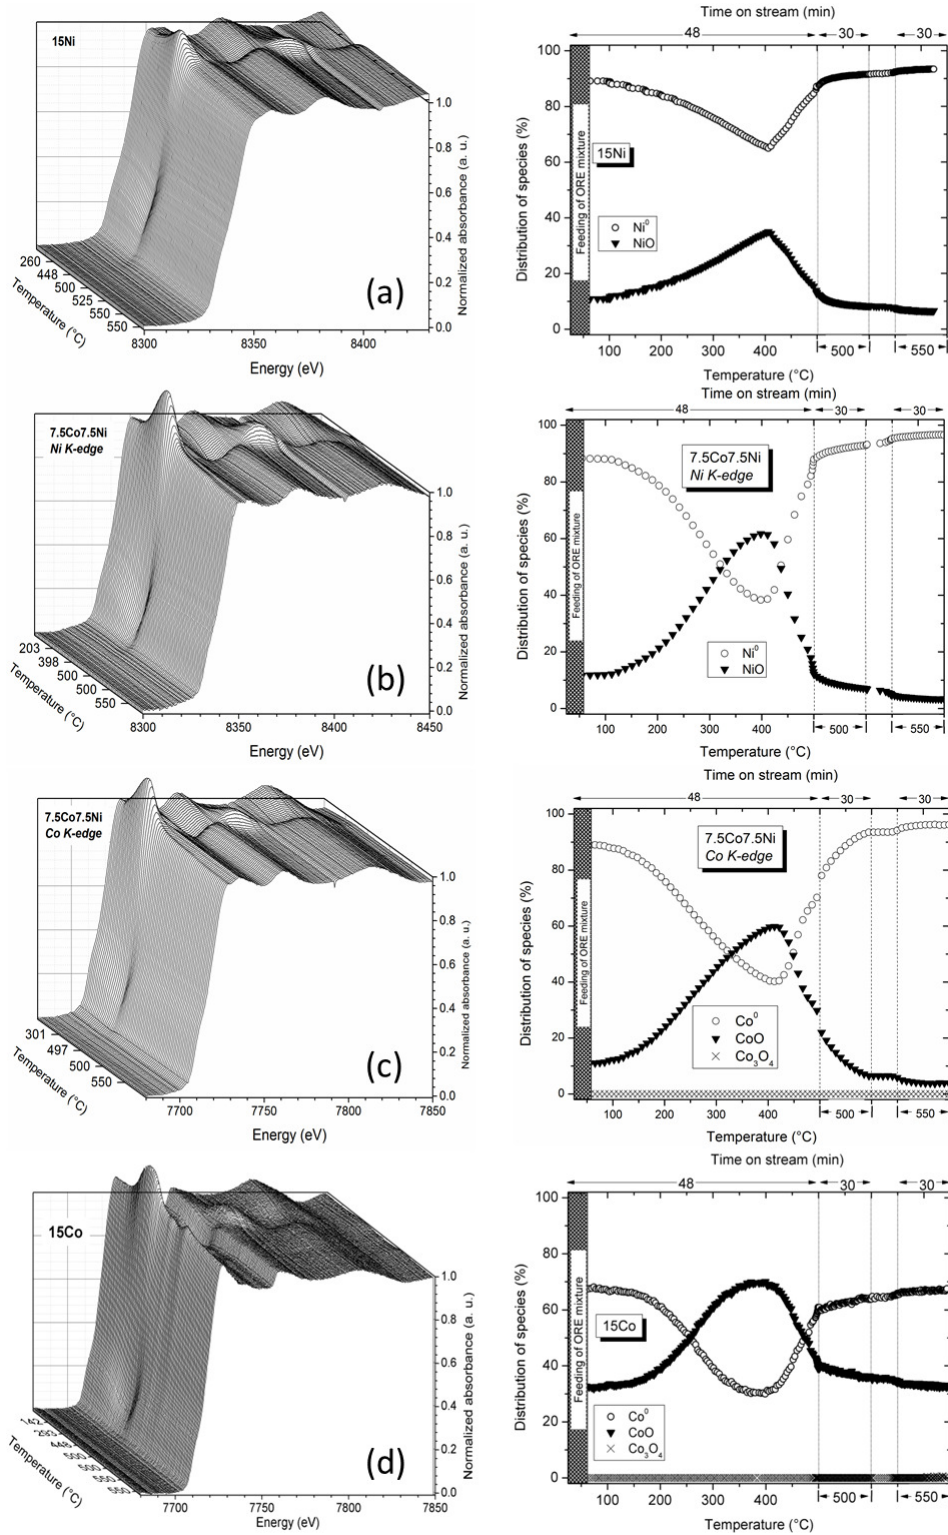 15Ni
Normalized absorbance (a. u.)
1.0
0.8
0.6
0.4
0.2
0.0
260
448
500
525
550
550
Temperature (°C)
8300
8350
8400
Energy (eV)
(a)
Time on stream (min)
48
30
30
Distribution of species (%)
100
80
60
40
20
0
Feeding of ORE mixture
15Ni
Ni⁰
NiO
100
200
300
400
500
550
Temperature (°C)
7.5Co7.5Ni
Ni K-edge
Normalized absorbance (a. u.)
1.0
0.8
0.6
0.4
0.2
0.0
203
398
500
500
550
Temperature (°C)
8300
8350
8400
8450
Energy (eV)
(b)
Time on stream (min)
48
30
30
Distribution of species (%)
100
80
60
40
20
0
Feeding of ORE mixture
7.5Co7.5Ni
Ni K-edge
Ni⁰
NiO
100
200
300
400
500
550
Temperature (°C)
7.5Co7.5Ni
Co K-edge
Normalized absorbance (a. u.)
1.0
0.8
0.6
0.4
0.2
0.0
301
497
500
550
Temperature (°C)
7700
7750
7800
7850
Energy (eV)
(c)
Time on stream (min)
48
30
30
Distribution of species (%)
100
80
60
40
20
0
Feeding of ORE mixture
7.5Co7.5Ni
Co K-edge
Co⁰
CoO
Co₃O₄
100
200
300
400
500
550
Temperature (°C)
15Co
Normalized absorbance (a. u.)
1.0
0.8
0.6
0.4
0.2
0.0
142
293
448
500
500
550
550
Temperature (°C)
7700
7750
7800
7850
Energy (eV)
(d)
Time on stream (min)
48
30
30
Distribution of species (%)
100
80
60
40
20
0
Feeding of ORE mixture
15Co
Co⁰
CoO
Co₃O₄
100
200
300
400
500
550
Temperature (°C)